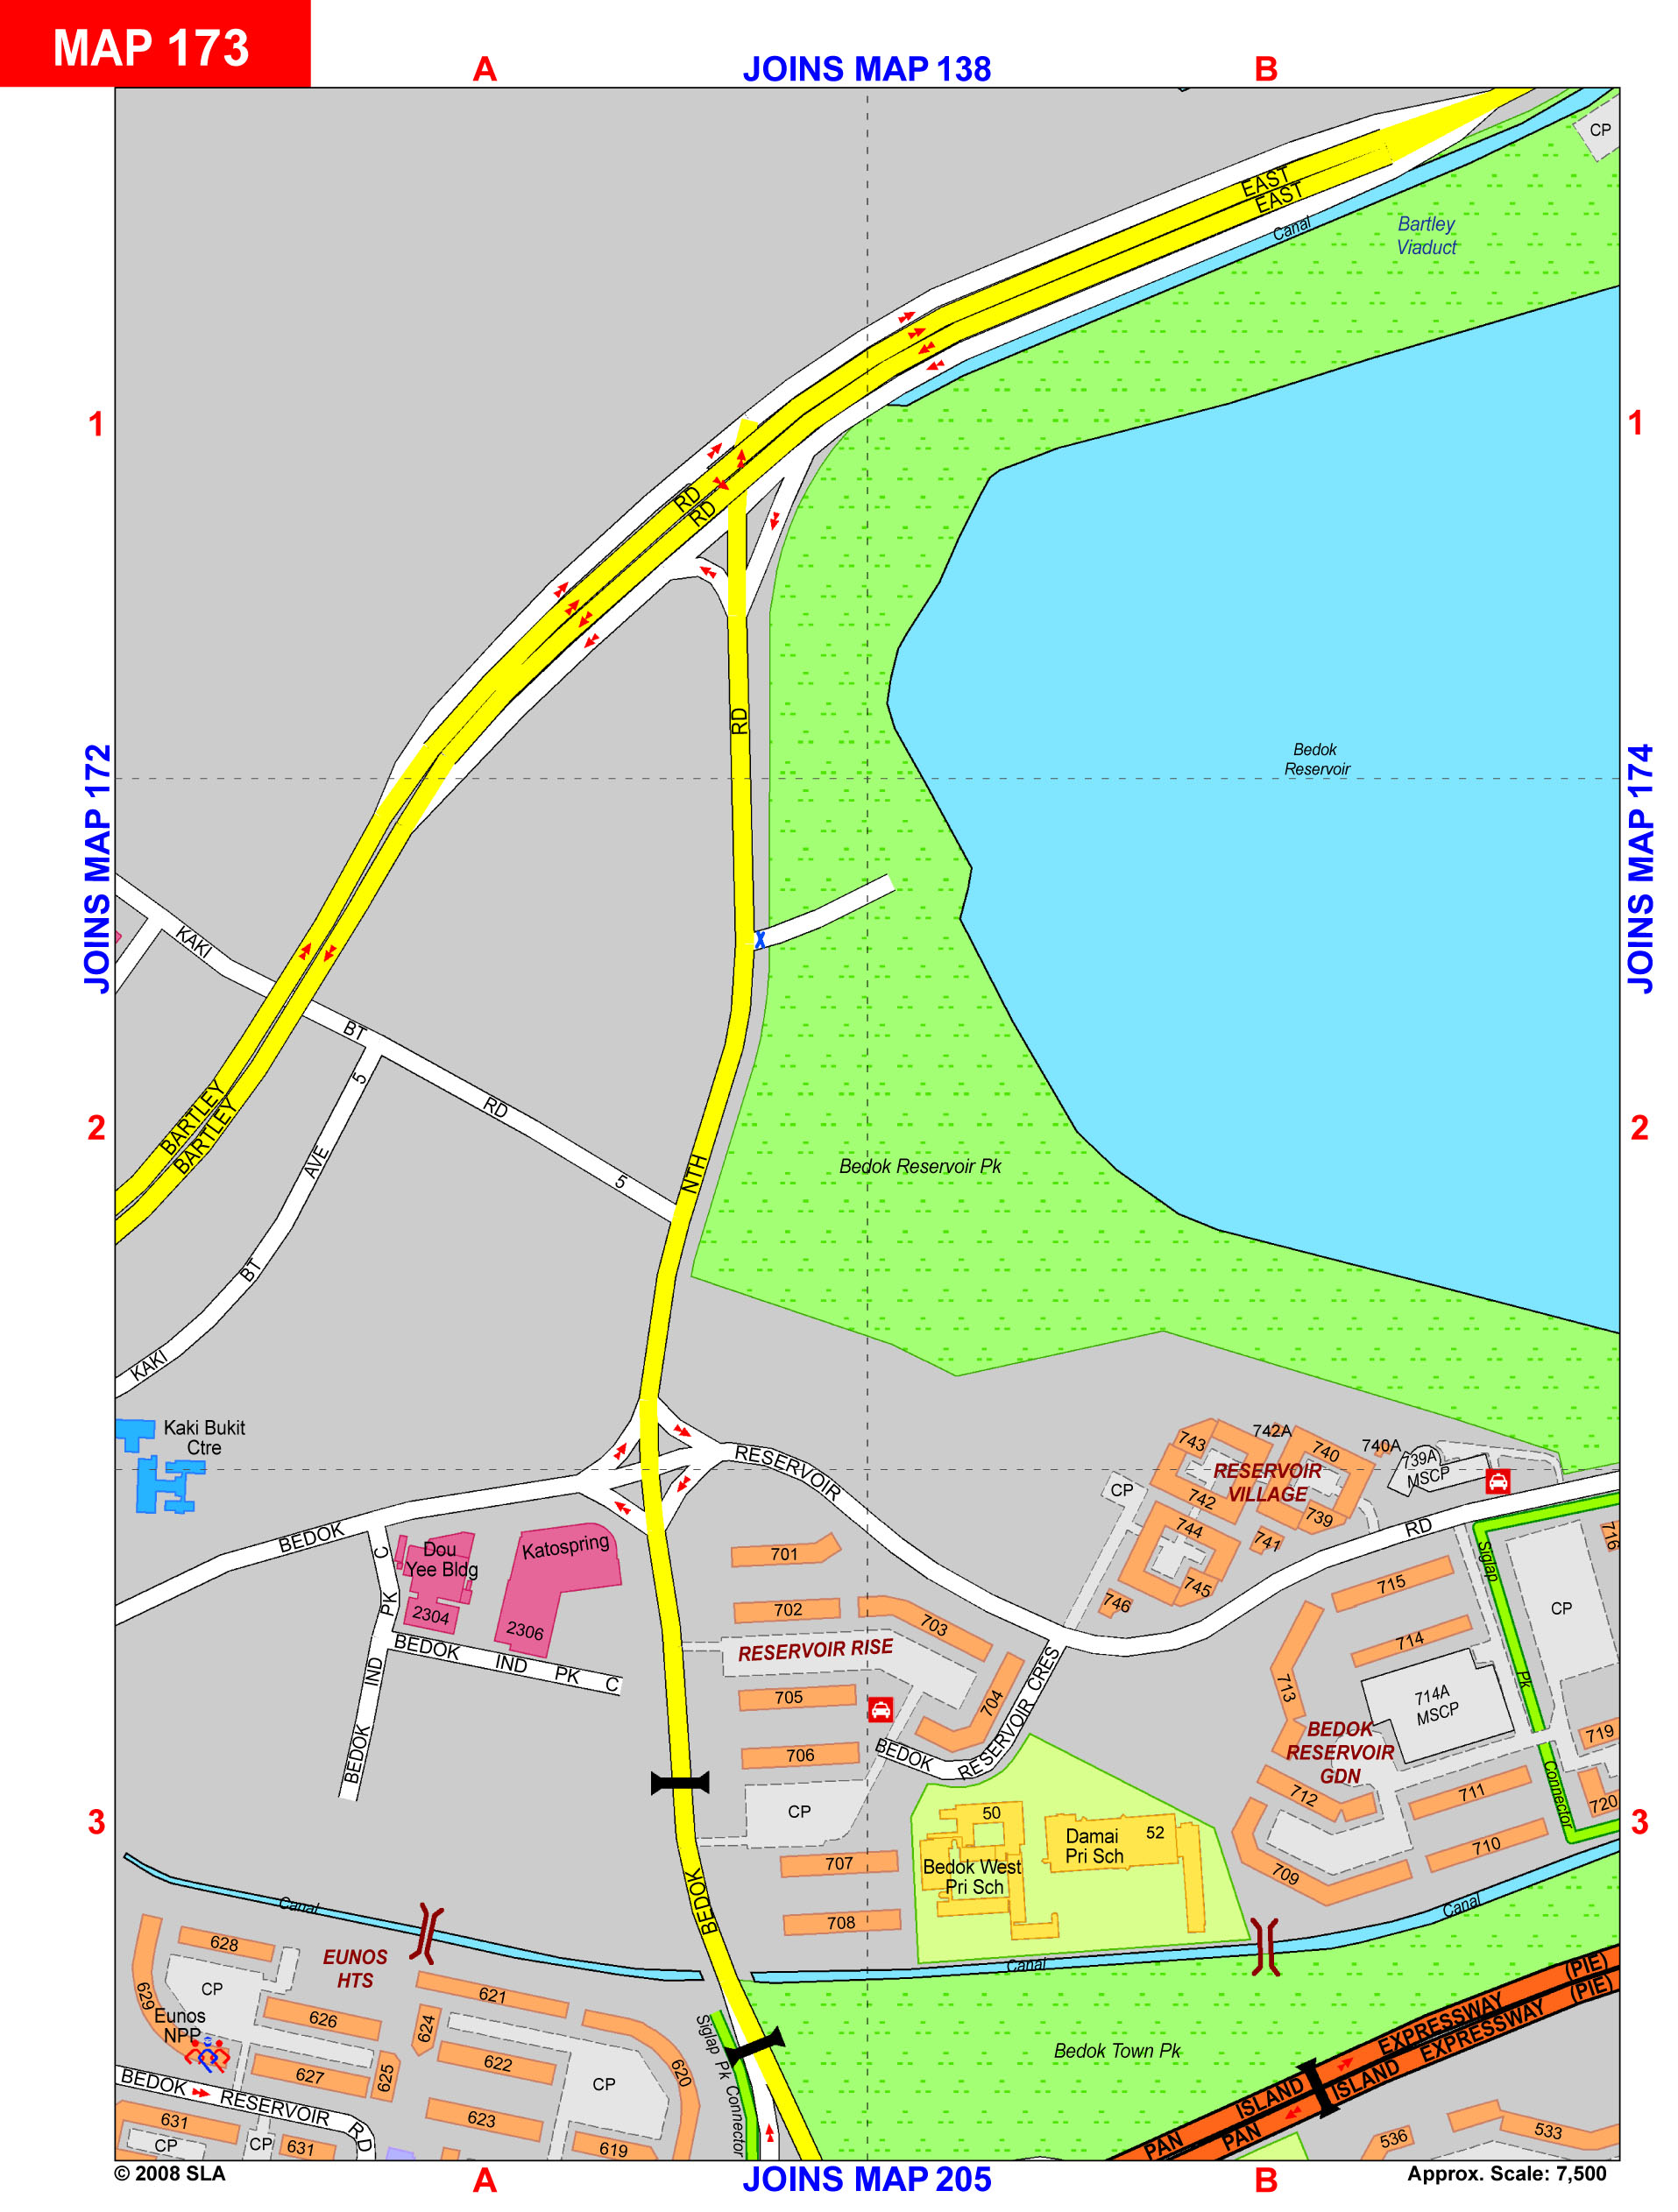 MAP 173
A
JOINS MAP 138
B
CP
EAST
EAST
Canal
Bartley
Viaduct
1
1
RD
RD
RD
Bedok
Reservoir
JOINS MAP 172
JOINS MAP 174
KAKI
BT
5
RD
BARTLEY
BARTLEY
2
2
AVE
NTH
5
Bedok Reservoir Pk
BT
KAKI
Kaki Bukit
Ctre
RESERVOIR
743
742A
740
740A
739A
MSCP
RESERVOIR
VILLAGE
CP
742
739
744
741
RD
716
BEDOK
C
Dou
Yee Bldg
Katospring
701
Siglap
745
715
746
PK
2304
2306
702
703
CP
714
RESERVOIR RISE
BEDOK IND PK C
IND
705
704
RESERVOIR CRES
713
714A
MSCP
Pk
BEDOK
706
BEDOK
BEDOK
RESERVOIR
GDN
719
712
711
Connector
720
3
CP
50
Damai
Pri Sch
52
3
707
Bedok West
Pri Sch
710
709
BEDOK
Canal
708
Canal
628
EUNOS
HTS
Canal
CP
629
621
(PIE)
(PIE)
Eunos
NPP
626
624
Siglap Pk Connector
EXPRESSWAY
EXPRESSWAY
622
Bedok Town Pk
627
625
620
CP
BEDOK RESERVOIR RD
ISLAND
ISLAND
631
623
CP
CP
631
619
PAN
PAN
536
533
© 2008 SLA
A
JOINS MAP 205
B
Approx. Scale: 7,500